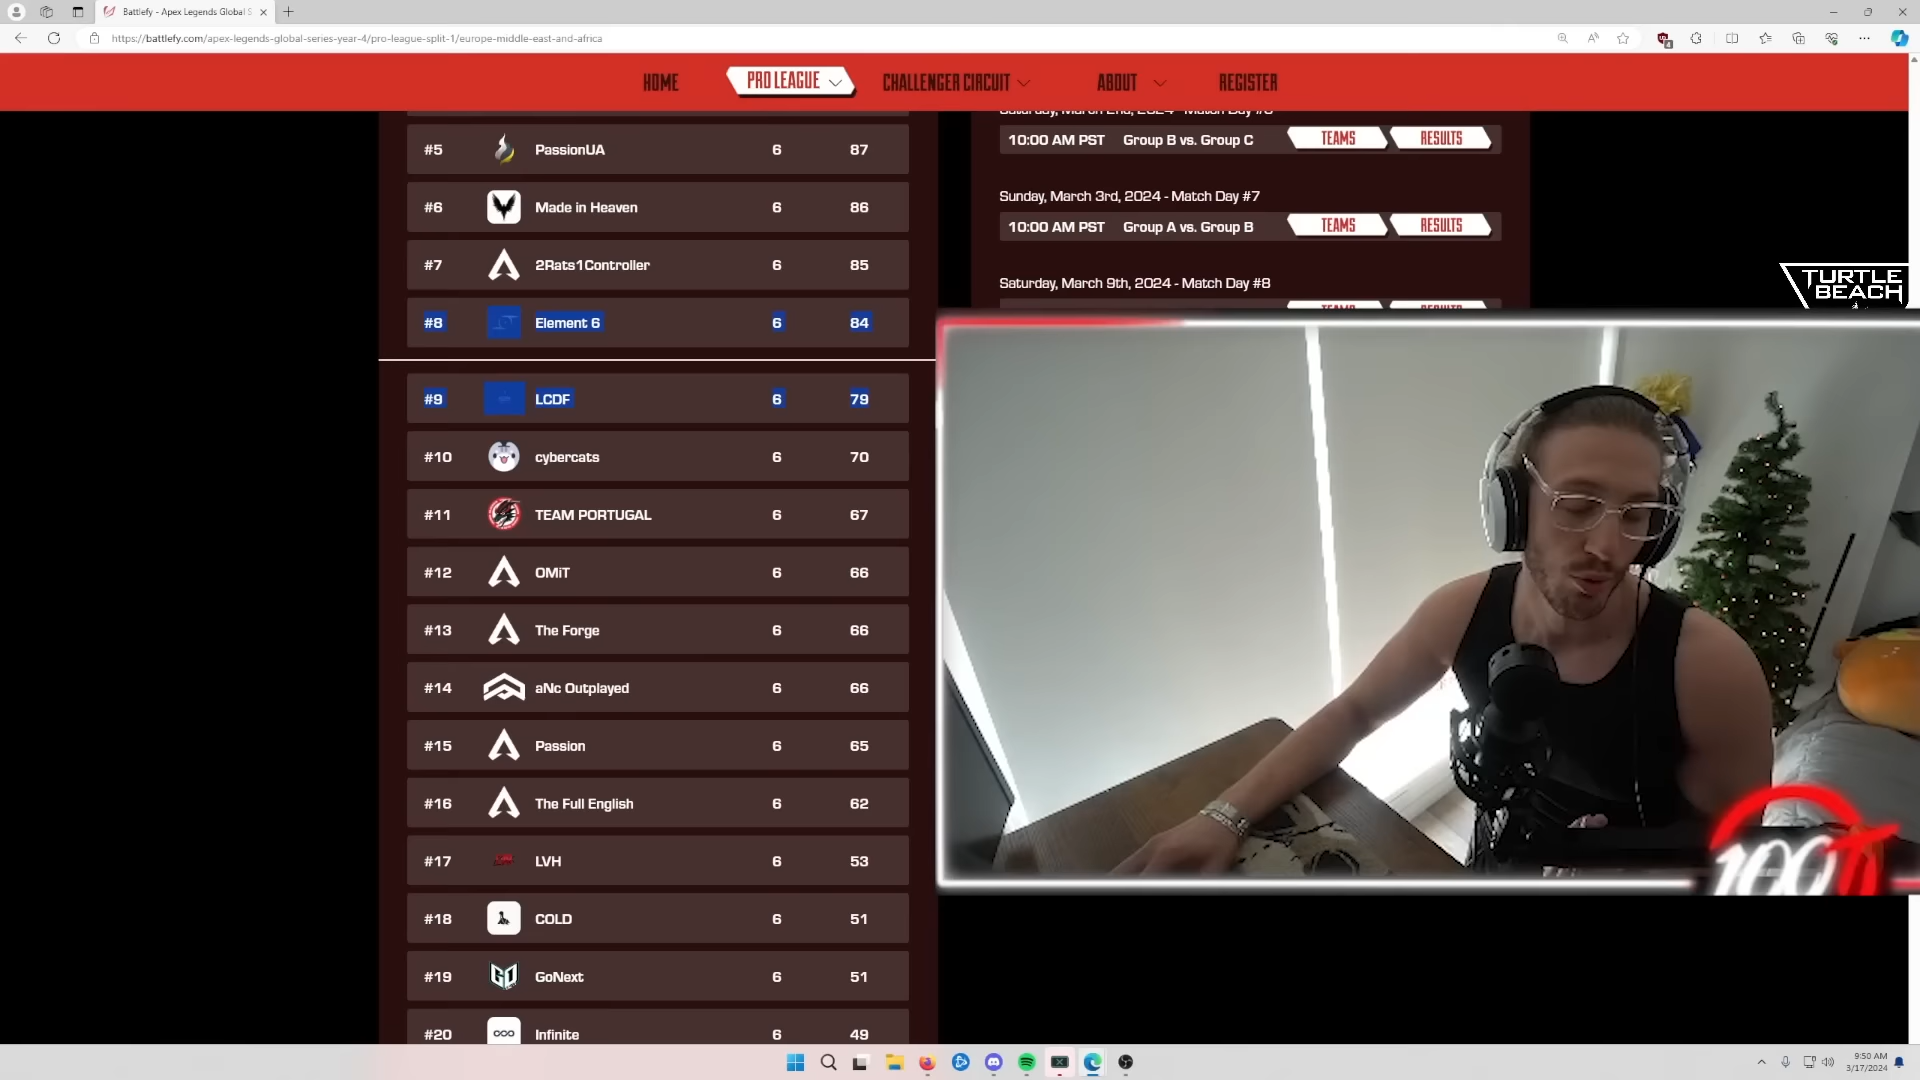 Battlefy - Apex Legends Global S
https://battlefy.com/apex-legends-global-series-year-4/pro-league-split-1/europe-middle-east-and-africa
HOME PRO LEAGUE CHALLENGER CIRCUIT ABOUT REGISTER
#5 PassionUA 6 87
#6 Made in Heaven 6 86
#7 2Rats1Controller 6 85
#8 Element 6 6 84
#9 LCDF 6 79
#10 cybercats 6 70
#11 TEAM PORTUGAL 6 67
#12 OMiT 6 66
#13 The Forge 6 66
#14 aNc Outplayed 6 66
#15 Passion 6 65
#16 The Full English 6 62
#17 LVH 6 53
#18 COLD 6 51
#19 GoNext 6 51
#20 Infinite 6 49
10:00 AM PST Group B vs. Group C TEAMS RESULTS
Sunday, March 3rd, 2024 - Match Day #7
10:00 AM PST Group A vs. Group B TEAMS RESULTS
Saturday, March 9th, 2024 - Match Day #8
TURTLE
BEACH
100T
9:50 AM
3/17/2024